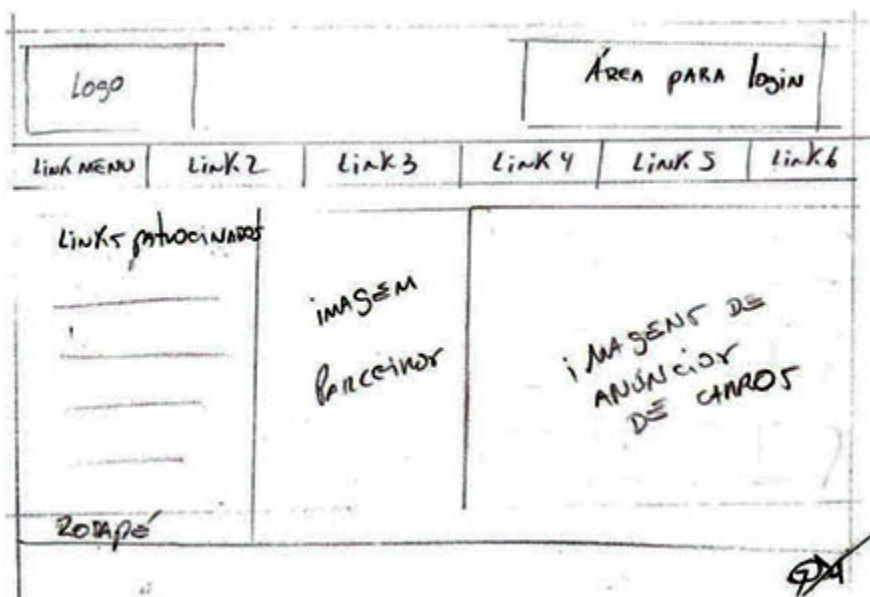 Logo
Área para login
Link menu
Link 2
Link 3
Link 4
Link 5
Link 6
Links patrocinados
imagem
Parceiros
imagens de
anúncios
de carros
Rodapé